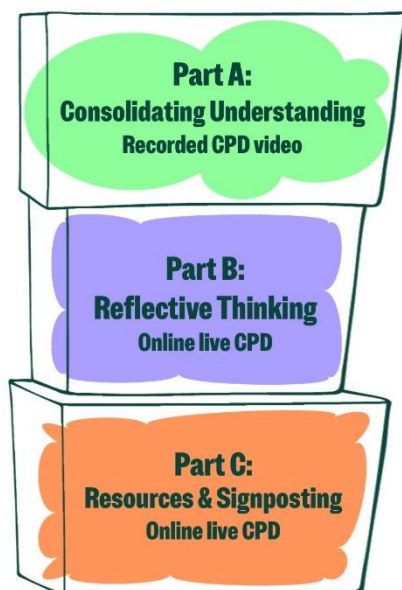 Part A:
Consolidating Understanding
Recorded CPD video
Part B:
Reflective Thinking
Online live CPD
Part C:
Resources & Signposting
Online live CPD